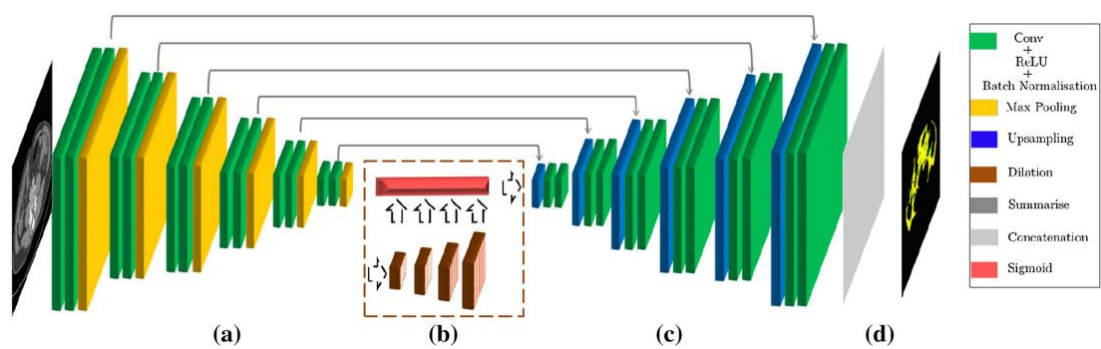 Conv
+
ReLU
+
Batch Normalisation
Max Pooling
Upsampling
Dilation
Summarise
Concatenation
Sigmoid
(a)
(b)
(c)
(d)